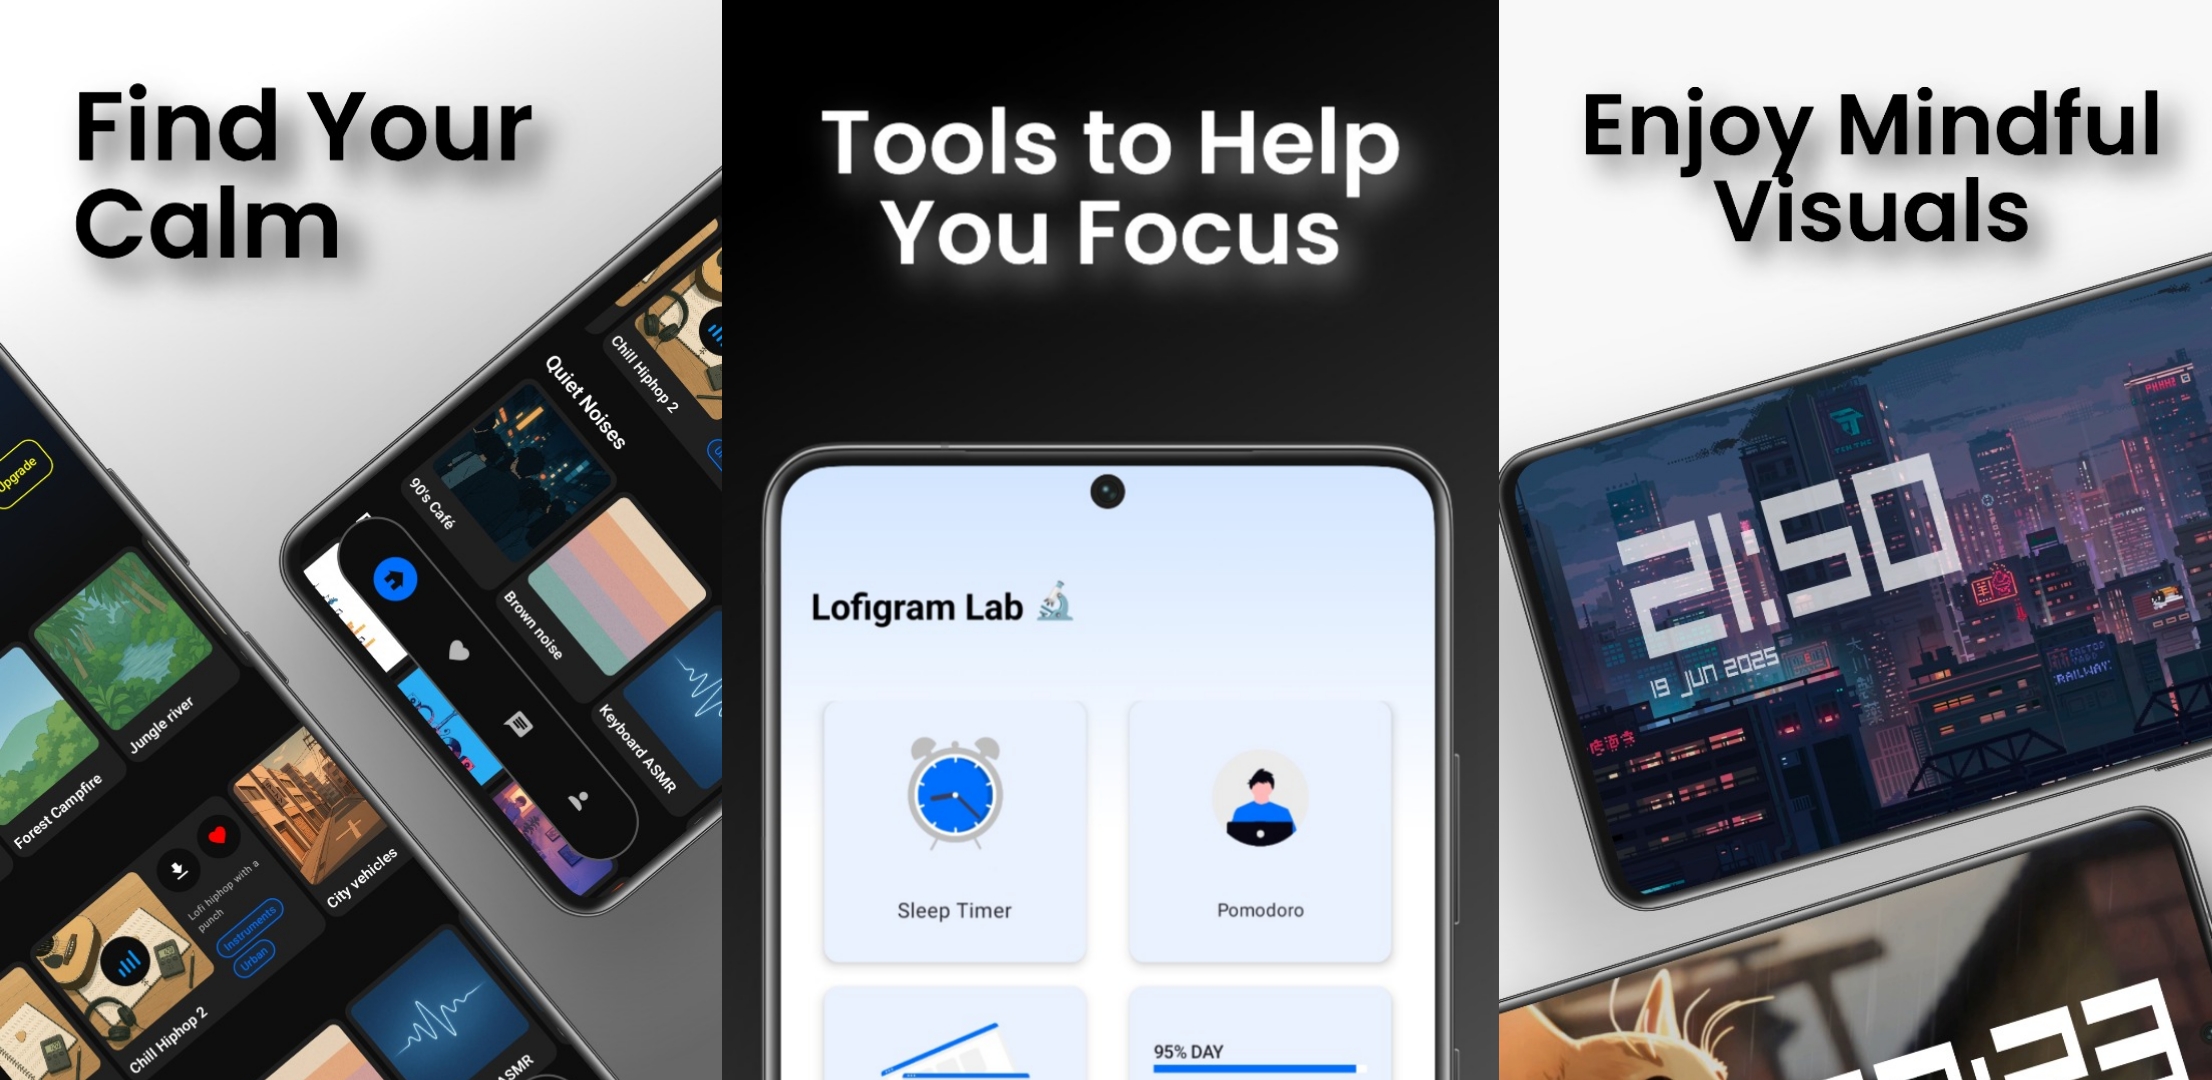 Find Your
Calm
Upgrade
Jungle river
Forest Campfire
Lofi hiphop with a
punch
Instruments
Urban
City vehicles
Chill Hiphop 2
ASMR
Chill Hiphop 2
Quiet Noises
90's Café
Brown noise
Keyboard ASMR
Tools to Help
You Focus
Lofigram Lab
Sleep Timer
Pomodoro
95% DAY
Enjoy Mindful
Visuals
21:50
19 JUN 2025
RAILWAY
:23